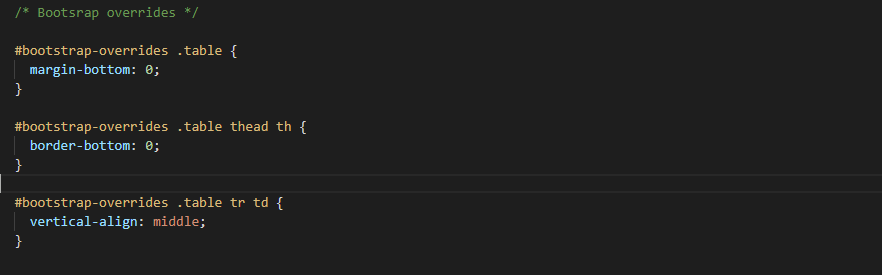 /* Bootsrap overrides */
#bootstrap-overrides .table {
margin-bottom: 0;
}
#bootstrap-overrides .table thead th {
border-bottom: 0;
}
#bootstrap-overrides .table tr td {
vertical-align: middle;
}